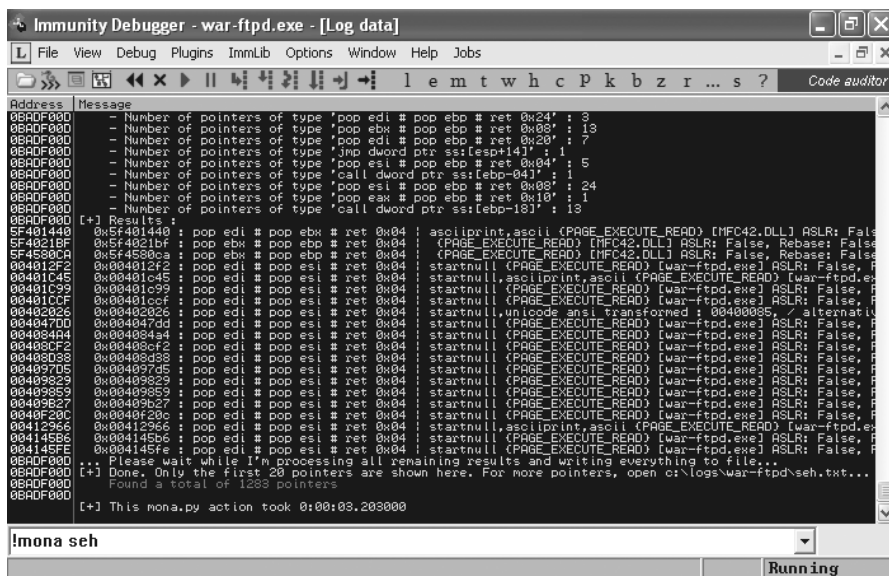 Immunity Debugger - war-ftpd.exe - [Log data]
L File View Debug Plugins ImmLib Options Window Help Jobs
l e m t w h c P k b z r ... s ? Code auditor
Address Message
0BADF00D - Number of pointers of type 'pop edi # pop ebp # ret 0x24' : 3
0BADF00D - Number of pointers of type 'pop ebx # pop ebp # ret 0x08' : 13
0BADF00D - Number of pointers of type 'pop edi # pop ebp # ret 0x20' : 7
0BADF00D - Number of pointers of type 'jmp dword ptr ss:[esp+14]' : 1
0BADF00D - Number of pointers of type 'pop esi # pop ebp # ret 0x04' : 5
0BADF00D - Number of pointers of type 'call dword ptr ss:[ebp-04]' : 1
0BADF00D - Number of pointers of type 'pop esi # pop ebp # ret 0x08' : 24
0BADF00D - Number of pointers of type 'pop eax # pop ebp # ret 0x10' : 1
0BADF00D - Number of pointers of type 'call dword ptr ss:[ebp-18]' : 13
0BADF00D [+] Results :
5F401440 0x5f401440 : pop edi # pop ebx # ret 0x04 | asciiprint,ascii {PAGE_EXECUTE_READ} [MFC42.DLL] ASLR: Fals
5F4021BF 0x5f4021bf : pop ebx # pop ebp # ret 0x04 | {PAGE_EXECUTE_READ} [MFC42.DLL] ASLR: False, Rebase: False
5F4580CA 0x5f4580ca : pop ebx # pop ebp # ret 0x04 | {PAGE_EXECUTE_READ} [MFC42.DLL] ASLR: False, Rebase: False
004012F2 0x004012f2 : pop edi # pop esi # ret 0x04 | startnull {PAGE_EXECUTE_READ} [war-ftpd.exe] ASLR: False, R
00401C45 0x00401c45 : pop edi # pop esi # ret 0x04 | startnull,asciiprint,ascii {PAGE_EXECUTE_READ} [war-ftpd.ex
00401C99 0x00401c99 : pop edi # pop esi # ret 0x04 | startnull {PAGE_EXECUTE_READ} [war-ftpd.exe] ASLR: False, R
00401CCF 0x00401ccf : pop edi # pop esi # ret 0x04 | startnull {PAGE_EXECUTE_READ} [war-ftpd.exe] ASLR: False, R
00402026 0x00402026 : pop edi # pop esi # ret 0x04 | startnull,unicode ansi transformed : 00400085, / alternativ
004047DD 0x004047dd : pop edi # pop esi # ret 0x04 | startnull {PAGE_EXECUTE_READ} [war-ftpd.exe] ASLR: False, R
004084A4 0x004084a4 : pop edi # pop esi # ret 0x04 | startnull {PAGE_EXECUTE_READ} [war-ftpd.exe] ASLR: False, R
00408CF2 0x00408cf2 : pop edi # pop esi # ret 0x04 | startnull {PAGE_EXECUTE_READ} [war-ftpd.exe] ASLR: False, R
00408D38 0x00408d38 : pop edi # pop esi # ret 0x04 | startnull {PAGE_EXECUTE_READ} [war-ftpd.exe] ASLR: False, R
004097D5 0x004097d5 : pop edi # pop esi # ret 0x04 | startnull {PAGE_EXECUTE_READ} [war-ftpd.exe] ASLR: False, R
00409829 0x00409829 : pop edi # pop esi # ret 0x04 | startnull {PAGE_EXECUTE_READ} [war-ftpd.exe] ASLR: False, R
00409859 0x00409859 : pop edi # pop esi # ret 0x04 | startnull {PAGE_EXECUTE_READ} [war-ftpd.exe] ASLR: False, R
00409B27 0x00409b27 : pop edi # pop esi # ret 0x04 | startnull {PAGE_EXECUTE_READ} [war-ftpd.exe] ASLR: False, R
0040F20C 0x0040f20c : pop edi # pop esi # ret 0x04 | startnull {PAGE_EXECUTE_READ} [war-ftpd.exe] ASLR: False, R
00412966 0x00412966 : pop edi # pop esi # ret 0x04 | startnull,asciiprint,ascii {PAGE_EXECUTE_READ} [war-ftpd.ex
004145B6 0x004145b6 : pop edi # pop esi # ret 0x04 | startnull {PAGE_EXECUTE_READ} [war-ftpd.exe] ASLR: False, R
004145FE 0x004145fe : pop edi # pop esi # ret 0x04 | startnull {PAGE_EXECUTE_READ} [war-ftpd.exe] ASLR: False, R
0BADF00D ... Please wait while I'm processing all remaining results and writing everything to file...
0BADF00D [+] Done. Only the first 20 pointers are shown here. For more pointers, open c:\logs\war-ftpd\seh.txt...
0BADF00D Found a total of 1283 pointers
0BADF00D
[+] This mona.py action took 0:00:03.203000
!mona seh
Running